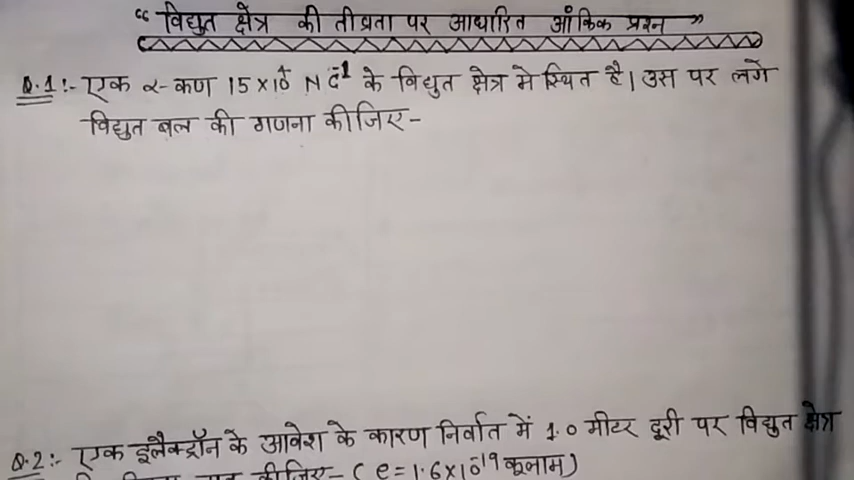 “ विद्युत क्षेत्र की तीव्रता पर आधारित आंकिक प्रश्न ”
Q.1:- एक α-कण 15×10⁴ NC⁻¹ के विद्युत क्षेत्र मे स्थित है। उस पर लगे
विद्युत बल की गणना कीजिए-
Q.2:- एक इलैक्ट्रॉन के आवेश के कारण निर्वात में 1.0 मीटर दूरी पर विद्युत क्षेत्र
कीजिए- (e=1.6×10⁻¹⁹ कूलाम)